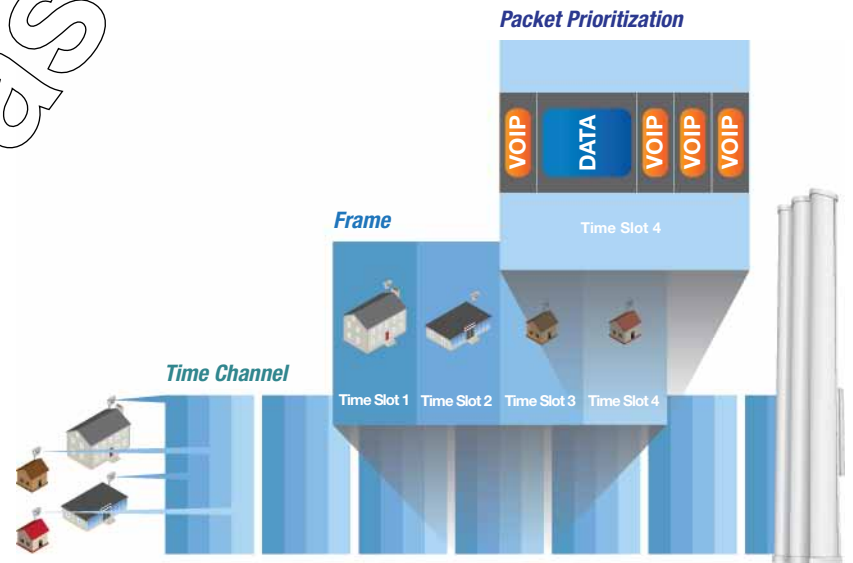 Packet Prioritization
VOIP DATA VOIP VOIP VOIP
Time Slot 4
Frame
Time Slot 1 Time Slot 2 Time Slot 3 Time Slot 4
Time Channel
as